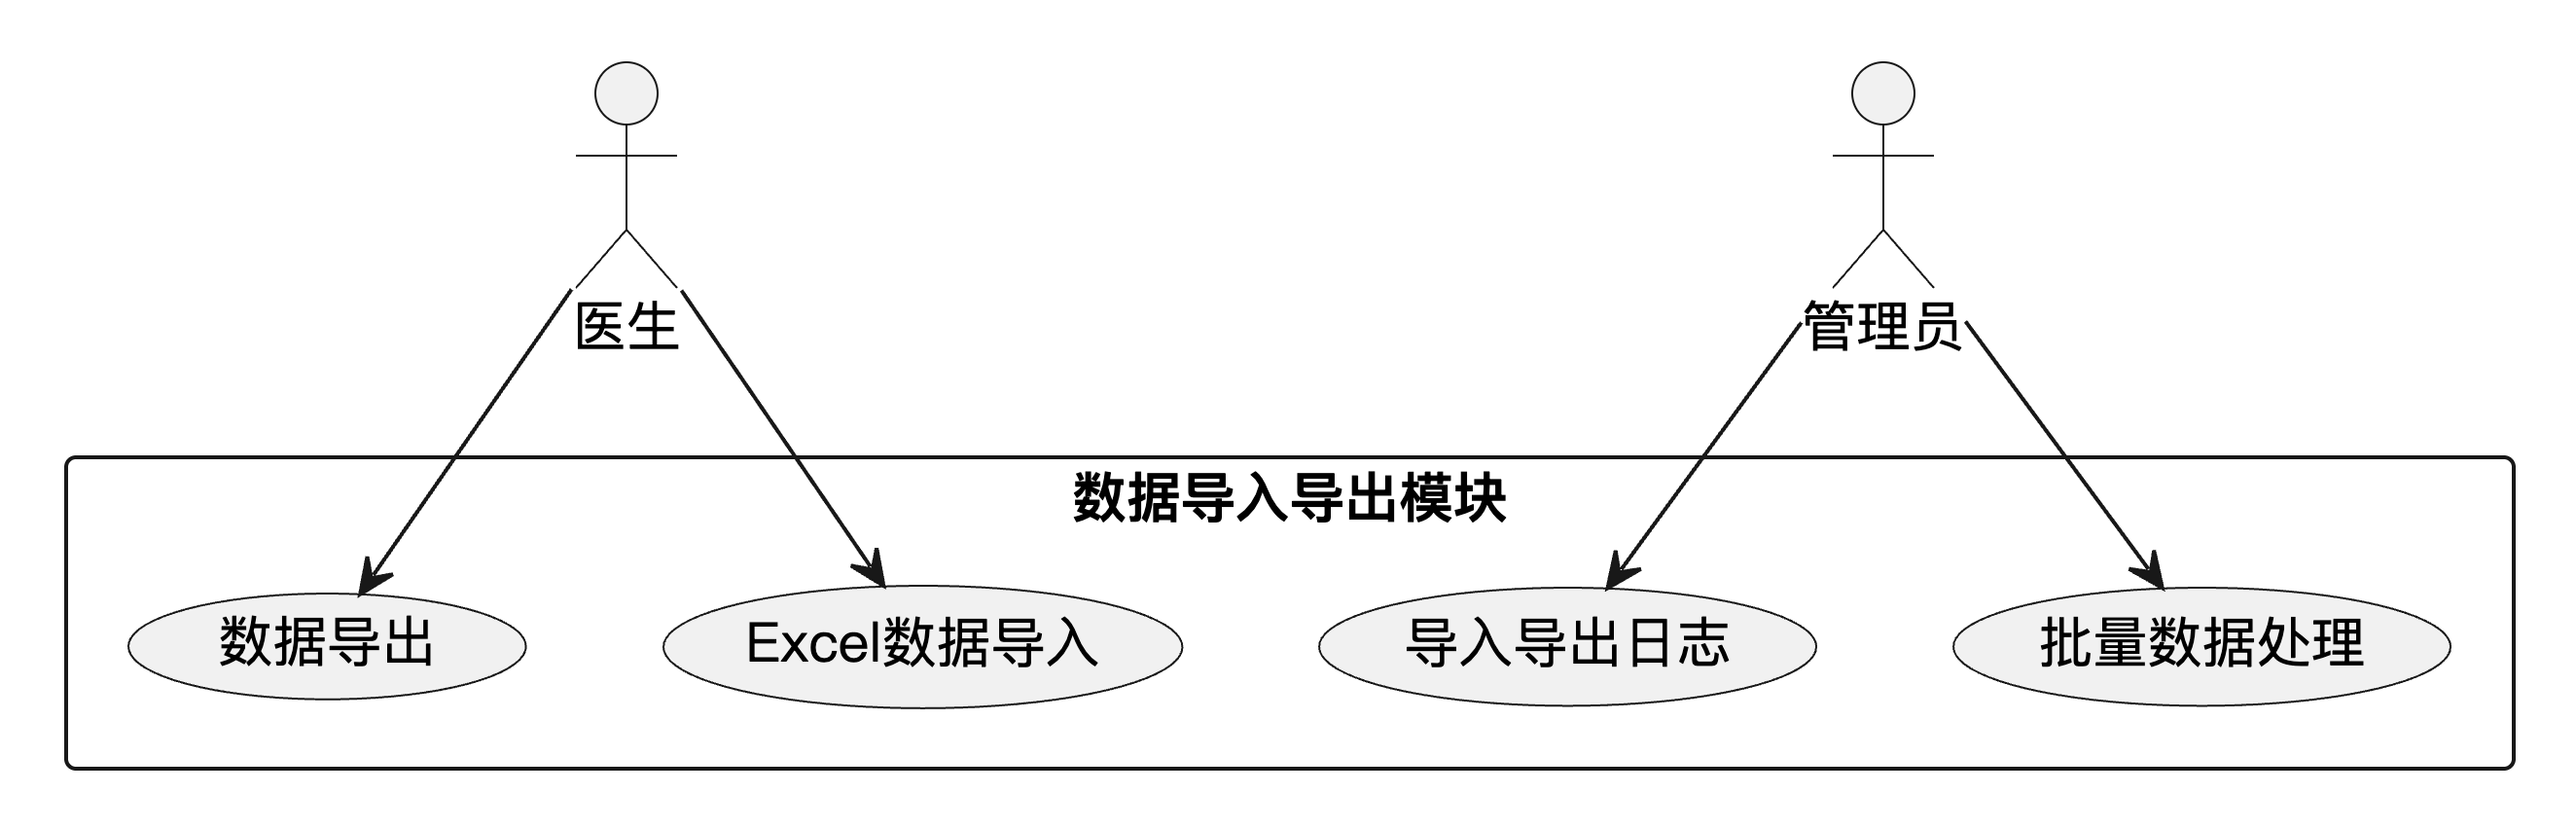 医生
管理员
数据导入导出模块
数据导出
Excel数据导入
导入导出日志
批量数据处理